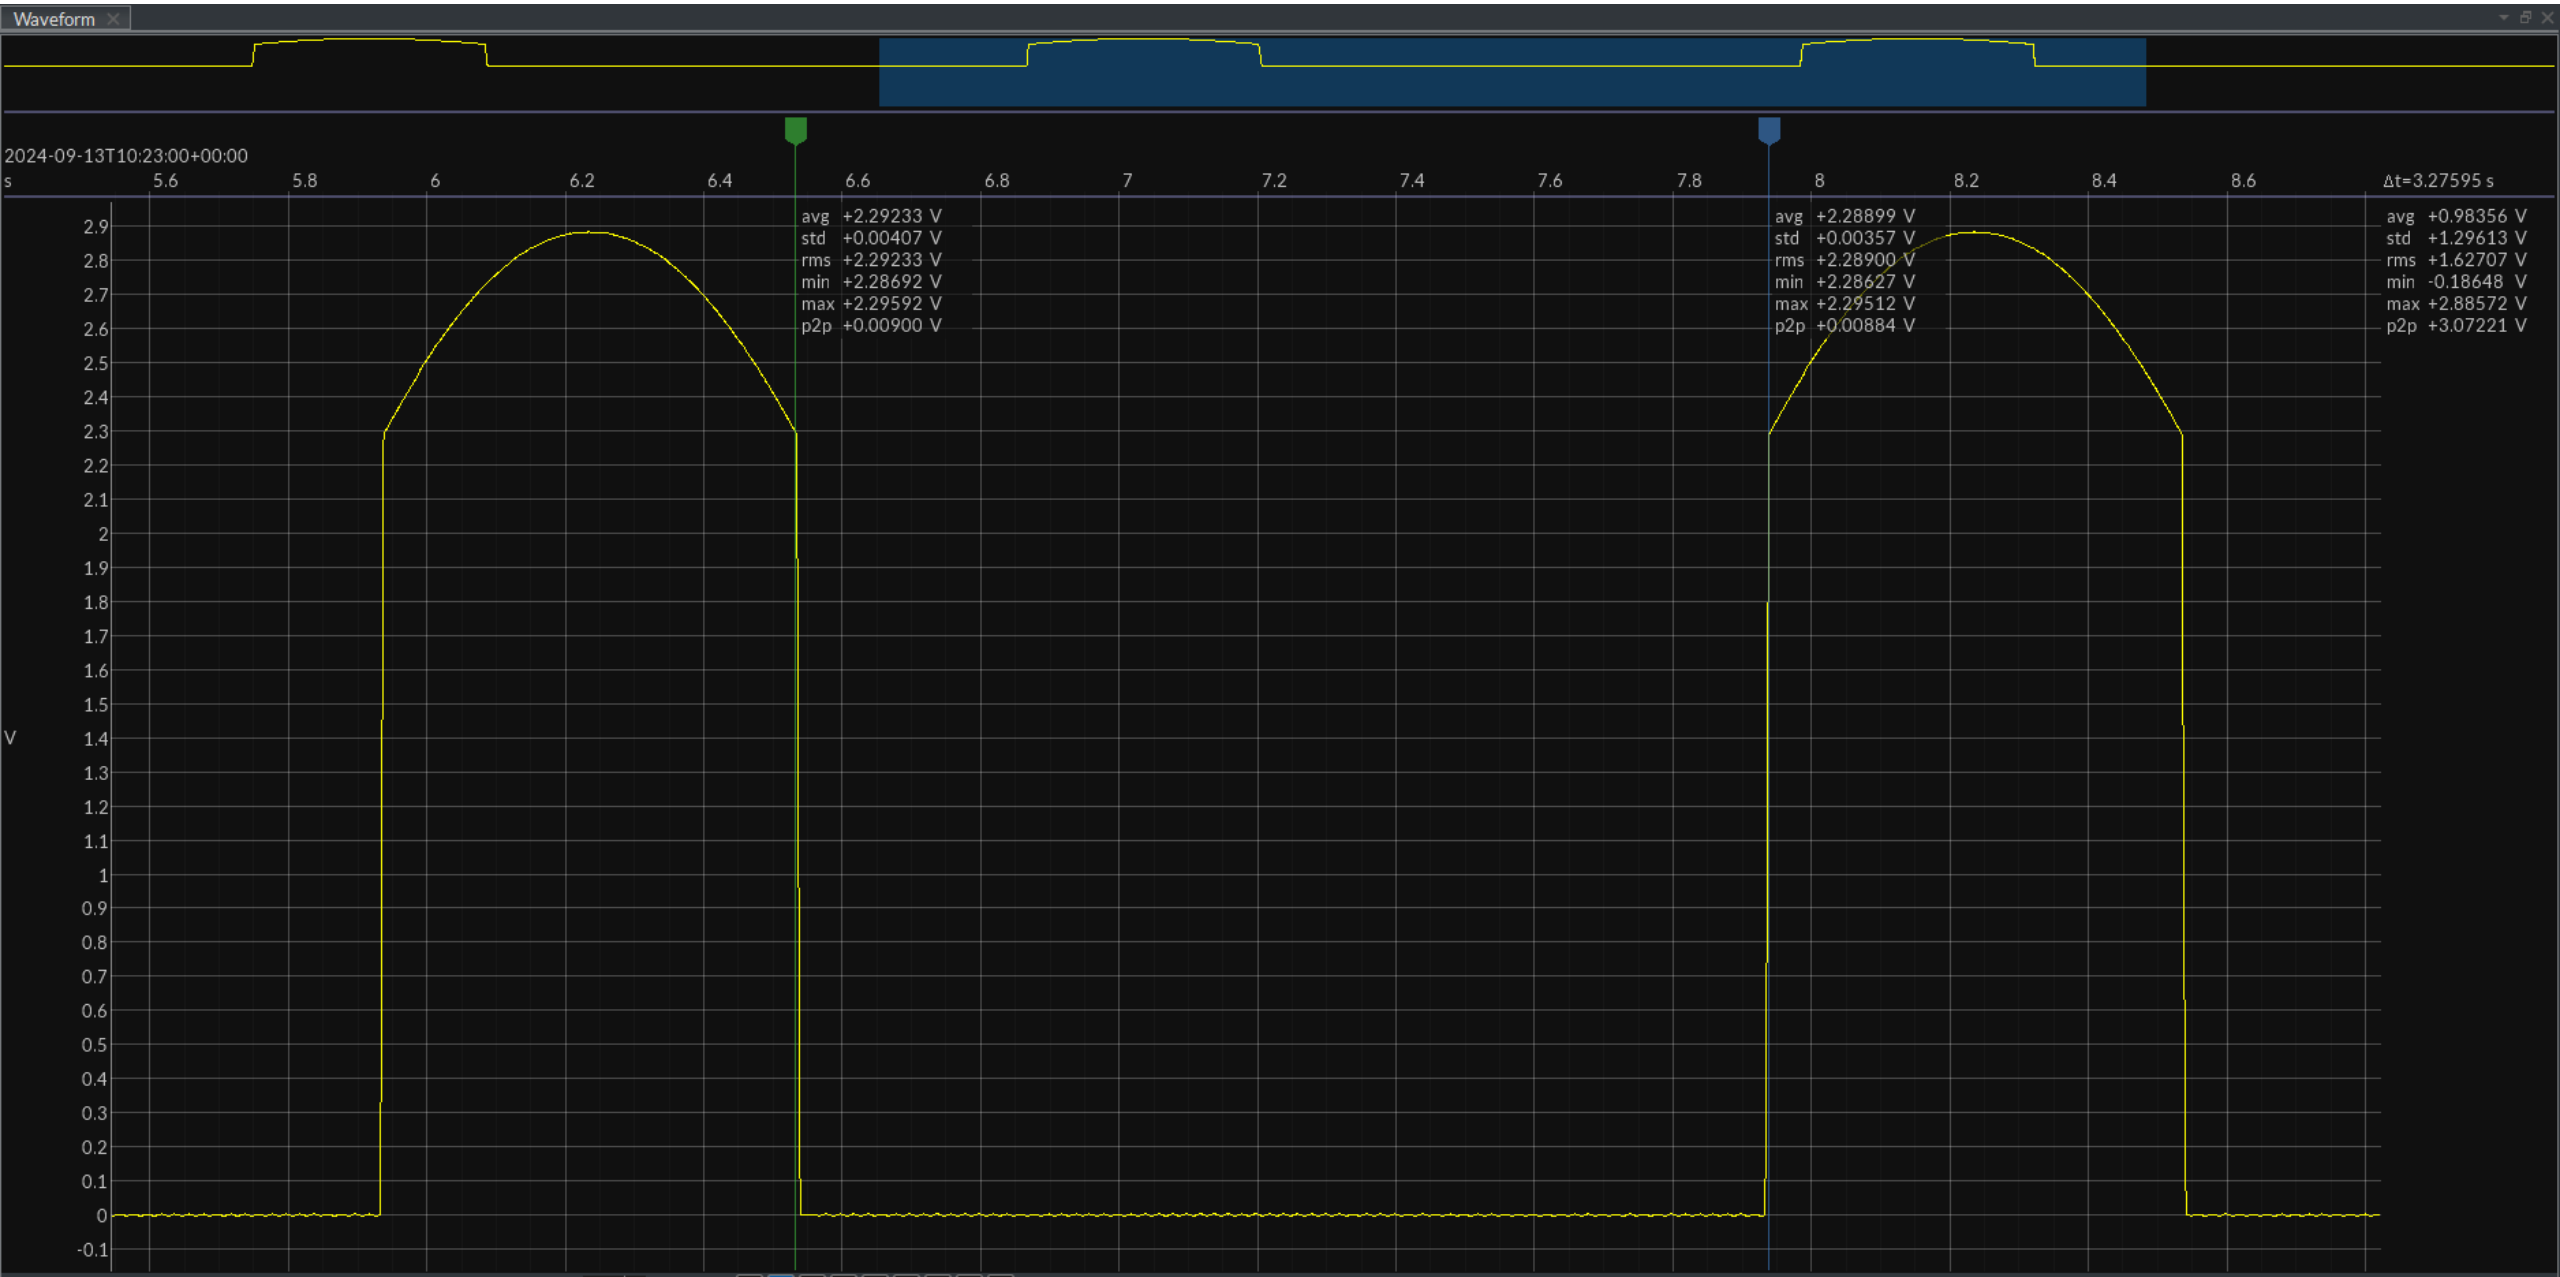 Waveform
2024-09-13T10:23:00+00:00
s 5.6 5.8 6 6.2 6.4 6.6 6.8 7 7.2 7.4 7.6 7.8 8 8.2 8.4 8.6 Δt=3.27595 s
avg +2.29233 V
std +0.00407 V
rms +2.29233 V
min +2.28692 V
max +2.29592 V
p2p +0.00900 V
avg +2.28899 V
std +0.00357 V
rms +2.28900 V
min +2.28627 V
max +2.29512 V
p2p +0.00884 V
avg +0.98356 V
std +1.29613 V
rms +1.62707 V
min -0.18648 V
max +2.88572 V
p2p +3.07221 V
2.9
2.8
2.7
2.6
2.5
2.4
2.3
2.2
2.1
2
1.9
1.8
1.7
1.6
1.5
V 1.4
1.3
1.2
1.1
1
0.9
0.8
0.7
0.6
0.5
0.4
0.3
0.2
0.1
0
-0.1